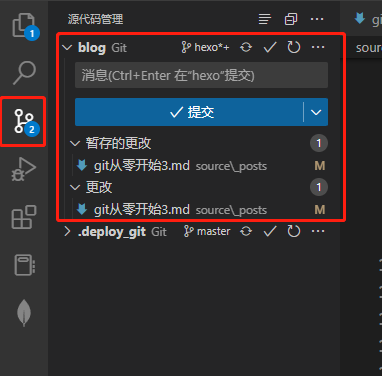 源代码管理
git
1
blog Git hexo*+
sour
消息(Ctrl+Enter 在“hexo”提交)
提交
2
暂存的更改 1
git从零开始3.md source\_posts M
更改 1
git从零开始3.md source\_posts M
.deploy_git Git master